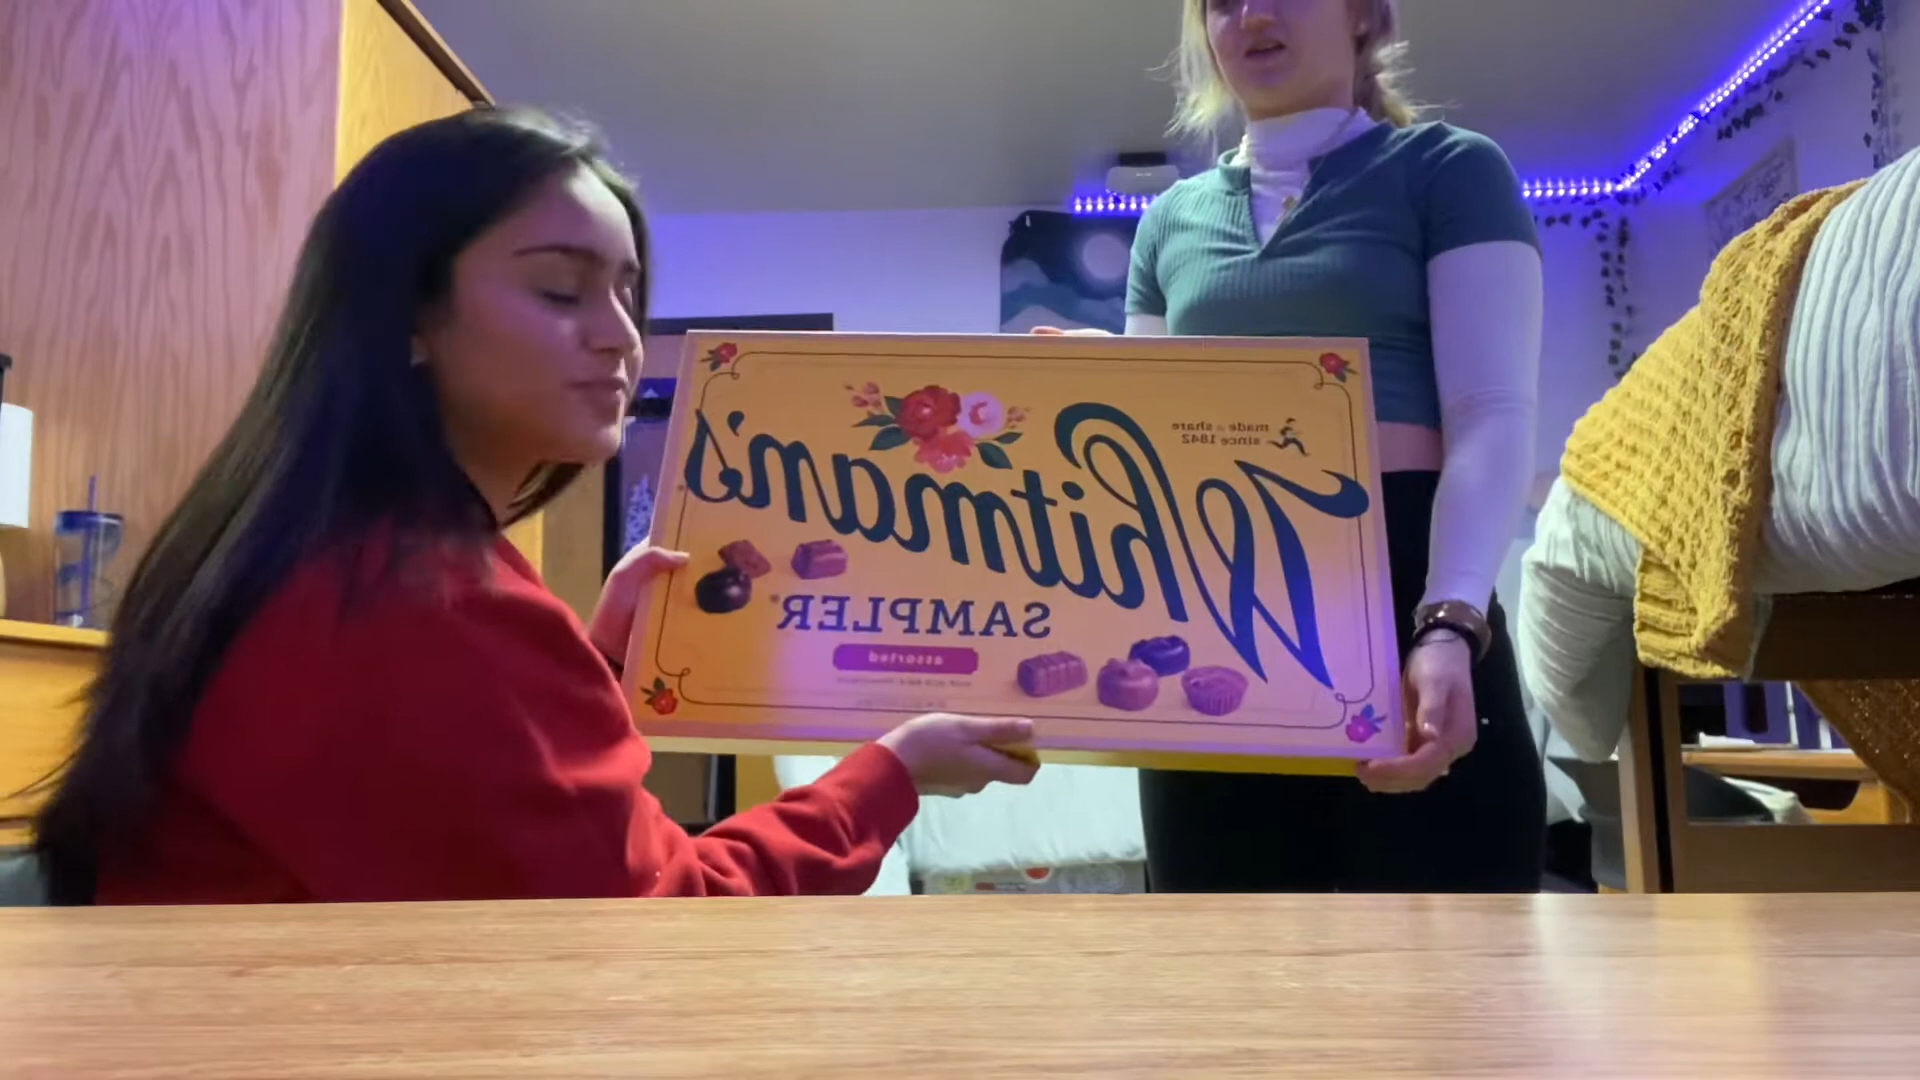 made to share
since 1842
Whitman's
SAMPLER®
assorted